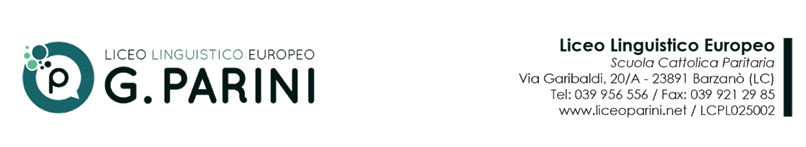 p
LICEO LINGUISTICO EUROPEO
G.PARINI
Liceo Linguistico Europeo
Scuola Cattolica Paritaria
Via Garibaldi, 20/A - 23891 Barzanò (LC)
Tel: 039 956 556 / Fax: 039 921 29 85
www.liceoparini.net / LCPL025002